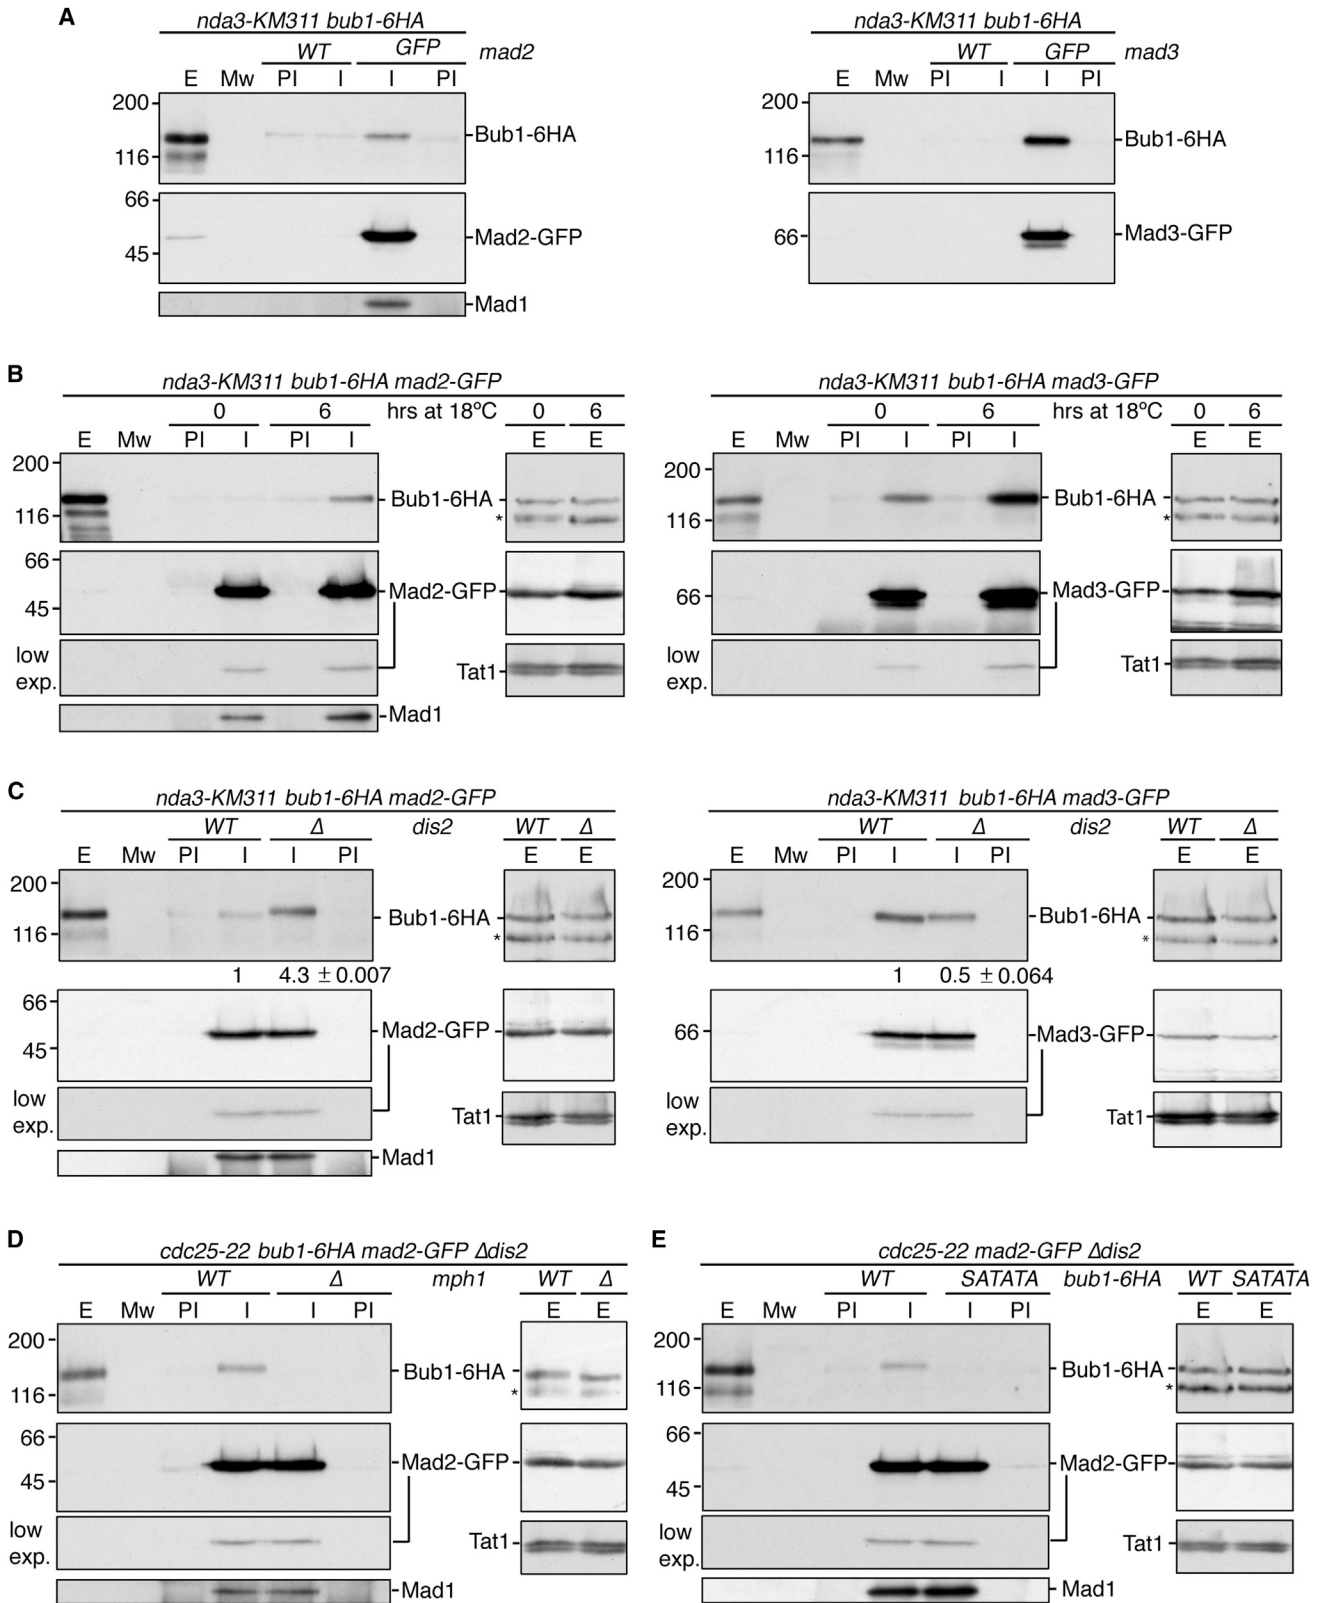 A
nda3-KM311 bub1-6HA
WT GFP mad2
E Mw PI I I PI
200
116
Bub1-6HA
66
45
Mad2-GFP
Mad1
nda3-KM311 bub1-6HA
WT GFP mad3
E Mw PI I I PI
200
116
Bub1-6HA
66
Mad3-GFP
B
nda3-KM311 bub1-6HA mad2-GFP
0 6 hrs at 18ºC 0 6
E Mw PI I PI I E E
200
116
Bub1-6HA
*
66
45
Mad2-GFP
low
exp.
Tat1
Mad1
nda3-KM311 bub1-6HA mad3-GFP
0 6 hrs at 18ºC 0 6
E Mw PI I PI I E E
200
116
Bub1-6HA
*
66
Mad3-GFP
low
exp.
Tat1
C
nda3-KM311 bub1-6HA mad2-GFP
WT Δ dis2 WT Δ
E Mw PI I I PI E E
200
116
Bub1-6HA
*
1 4.3 ± 0.007
66
45
Mad2-GFP
low
exp.
Tat1
Mad1
nda3-KM311 bub1-6HA mad3-GFP
WT Δ dis2 WT Δ
E Mw PI I I PI E E
200
116
Bub1-6HA
*
1 0.5 ± 0.064
66
Mad3-GFP
low
exp.
Tat1
D
cdc25-22 bub1-6HA mad2-GFP Δdis2
WT Δ mph1 WT Δ
E Mw PI I I PI E E
200
116
Bub1-6HA
*
66
45
Mad2-GFP
low
exp.
Tat1
Mad1
E
cdc25-22 mad2-GFP Δdis2
WT SATATA bub1-6HA WT SATATA
E Mw PI I I PI E E
200
116
Bub1-6HA
*
66
45
Mad2-GFP
low
exp.
Tat1
Mad1